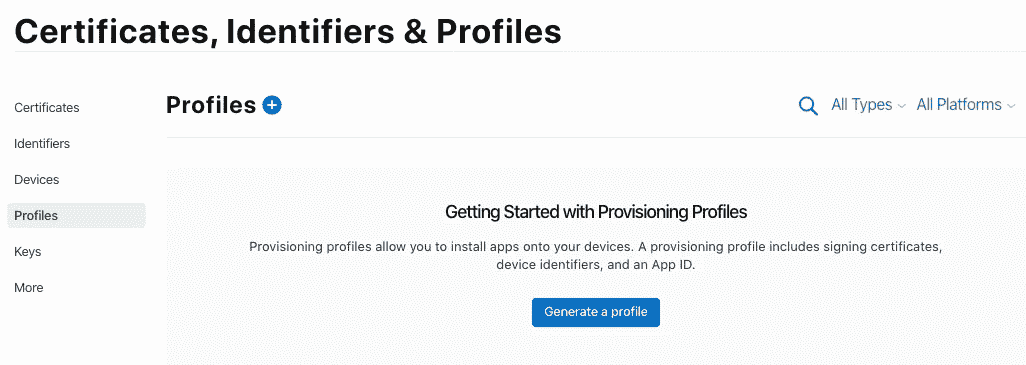 Certificates, Identifiers & Profiles
Certificates
Identifiers
Devices
Profiles
Keys
More
Profiles
All Types
All Platforms
Getting Started with Provisioning Profiles
Provisioning profiles allow you to install apps onto your devices. A provisioning profile includes signing certificates,
device identifiers, and an App ID.
Generate a profile